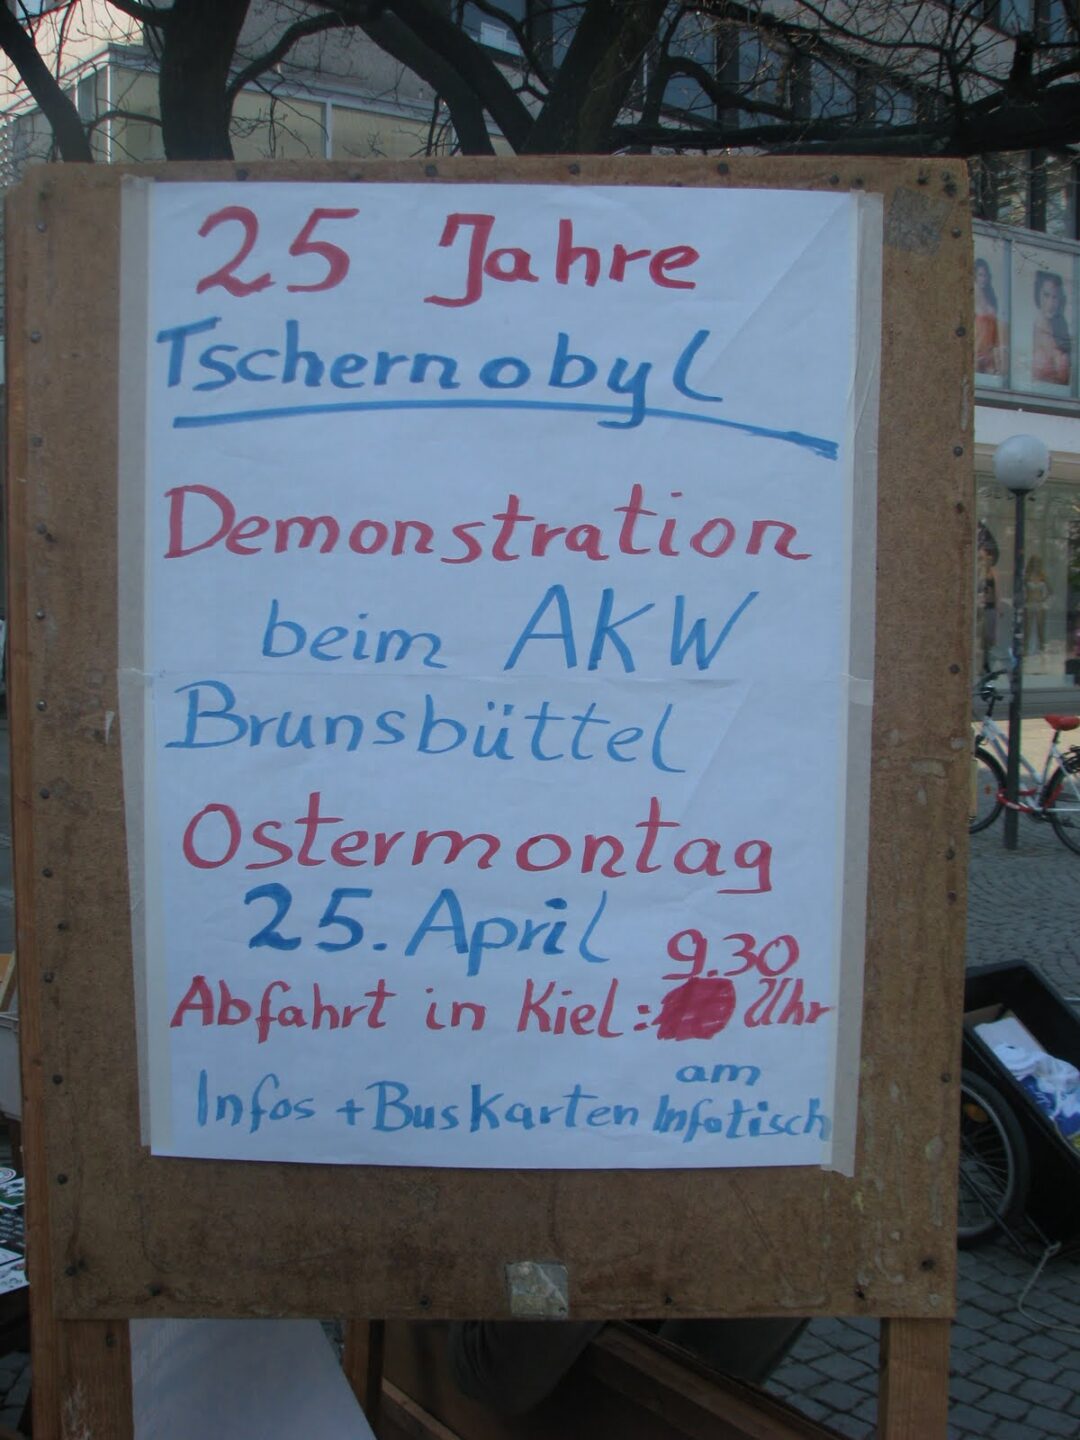 25 Jahre
Tschernobyl
Demonstration
beim AKW
Brunsbüttel
Ostermontag
25. April
9.30
Abfahrt in Kiel: Uhr
am
Infos + Buskarten Infotisch